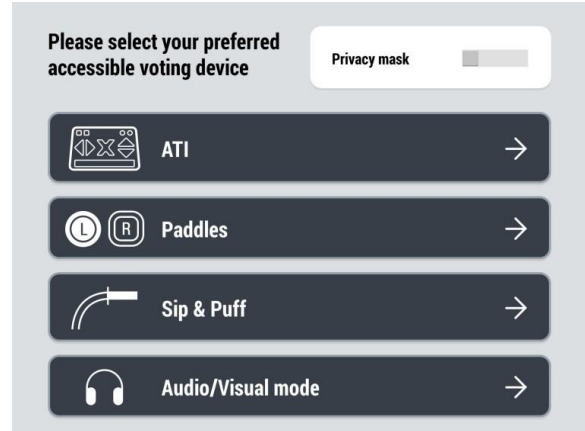 Please select your preferred
accessible voting device
Privacy mask
ATI
L R Paddles
Sip & Puff
Audio/Visual mode